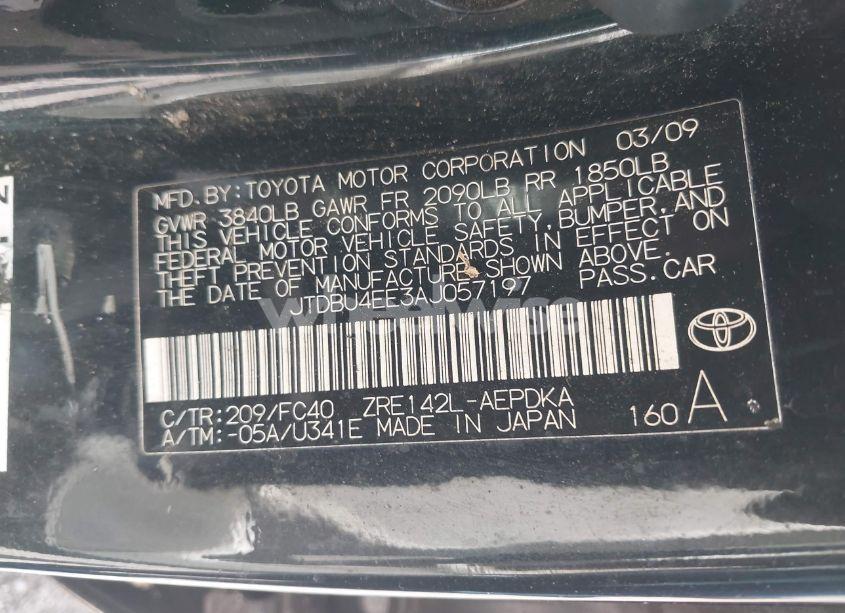 MFD.BY:TOYOTA MOTOR CORPORATION 03/09
GVWR 3840LB GAWR FR 2090LB RR 1850LB
THIS VEHICLE CONFORMS TO ALL APPLICABLE
FEDERAL MOTOR VEHICLE SAFETY,BUMPER,AND
THEFT PREVENTION STANDARDS IN EFFECT ON
THE DATE OF MANUFACTURE SHOWN ABOVE.
JTDBU4EE3AJ057197 PASS.CAR
C/TR:209/FC40 ZRE142L-AEPDKA
A/TM:-05A/U341E MADE IN JAPAN 160 A